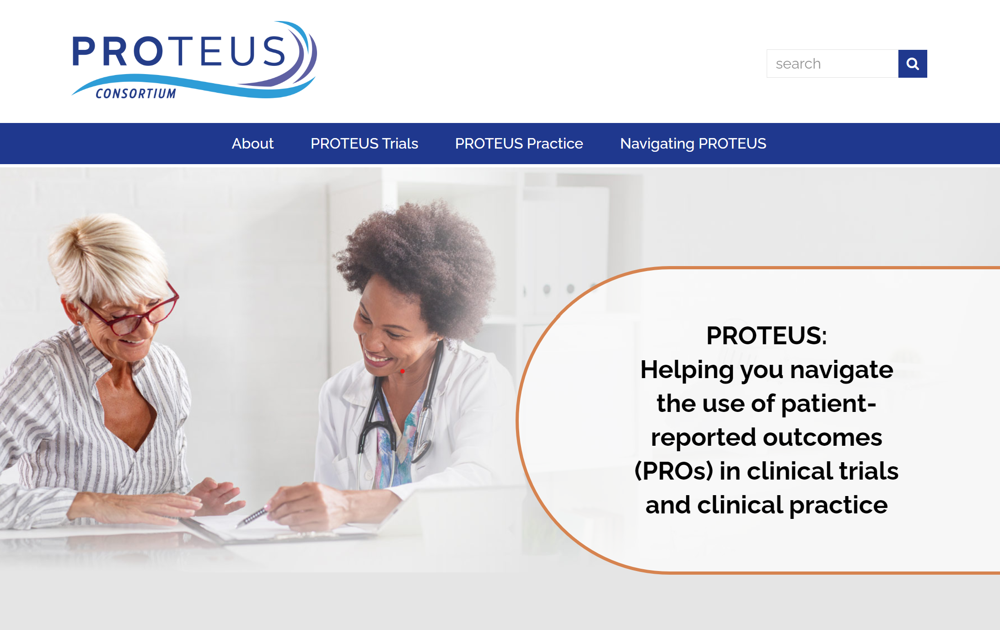 PROTEUS
CONSORTIUM
search
About PROTEUS Trials PROTEUS Practice Navigating PROTEUS
PROTEUS:
Helping you navigate
the use of patient-
reported outcomes
(PROs) in clinical trials
and clinical practice